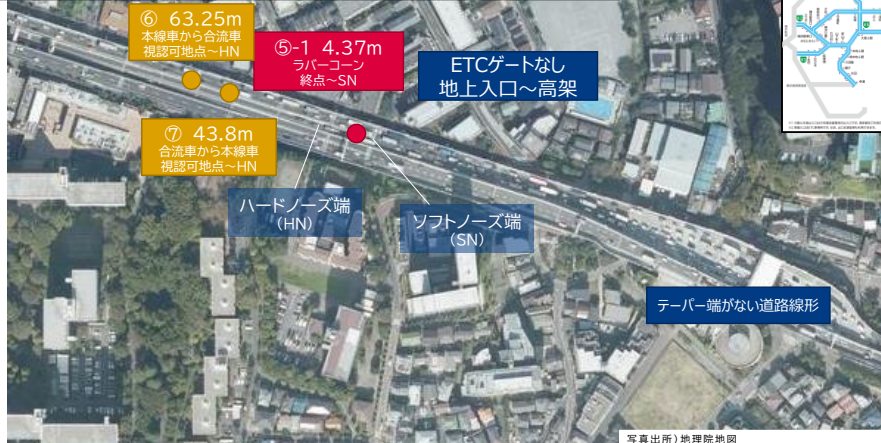 ⑥ 63.25m
本線車から合流車
視認可地点～HN
⑤-1 4.37m
ラバーコーン
終点～SN
ETCゲートなし
地上入口～高架
⑦ 43.8m
合流車から本線車
視認可地点～HN
ハードノーズ端
(HN)
ソフトノーズ端
(SN)
テーパー端がない道路線形
写真出所)地理院地図